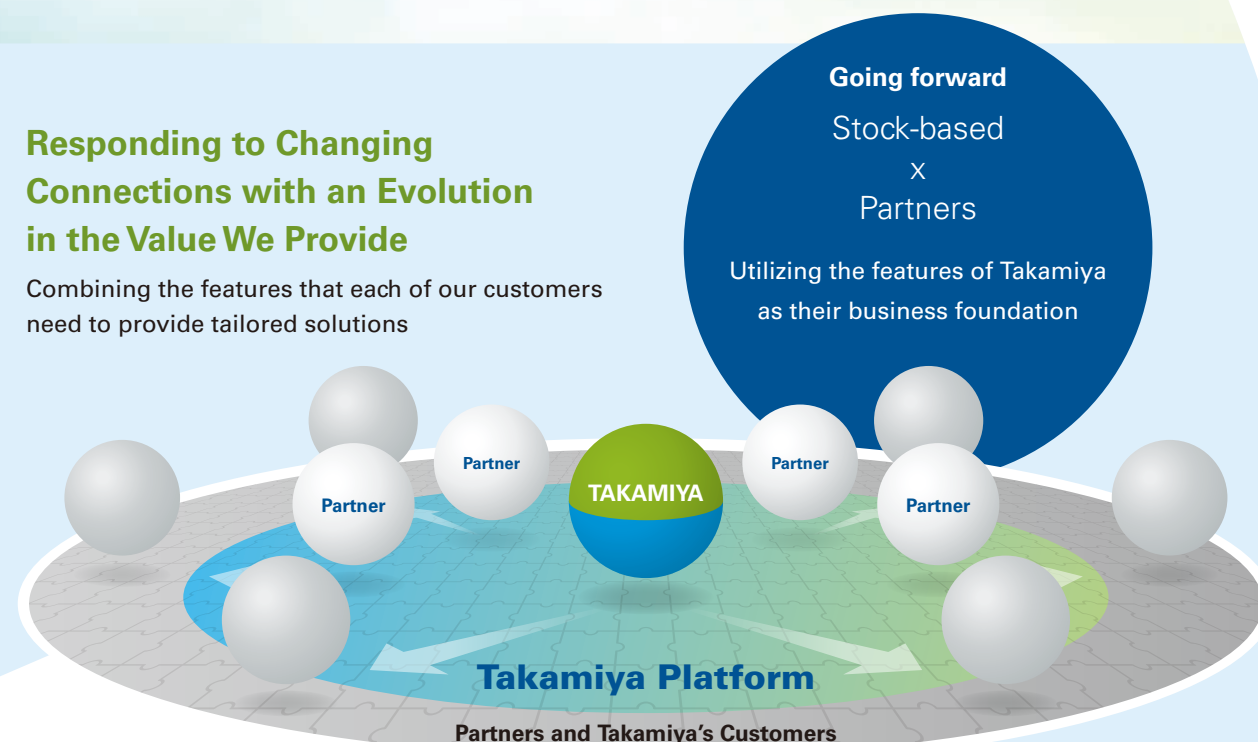 Responding to Changing
Connections with an Evolution
in the Value We Provide
Combining the features that each of our customers
need to provide tailored solutions
Going forward
Stock-based
x
Partners
Utilizing the features of Takamiya
as their business foundation
Partner
Partner
TAKAMIYA
Partner
Partner
Takamiya Platform
Partners and Takamiya's Customers